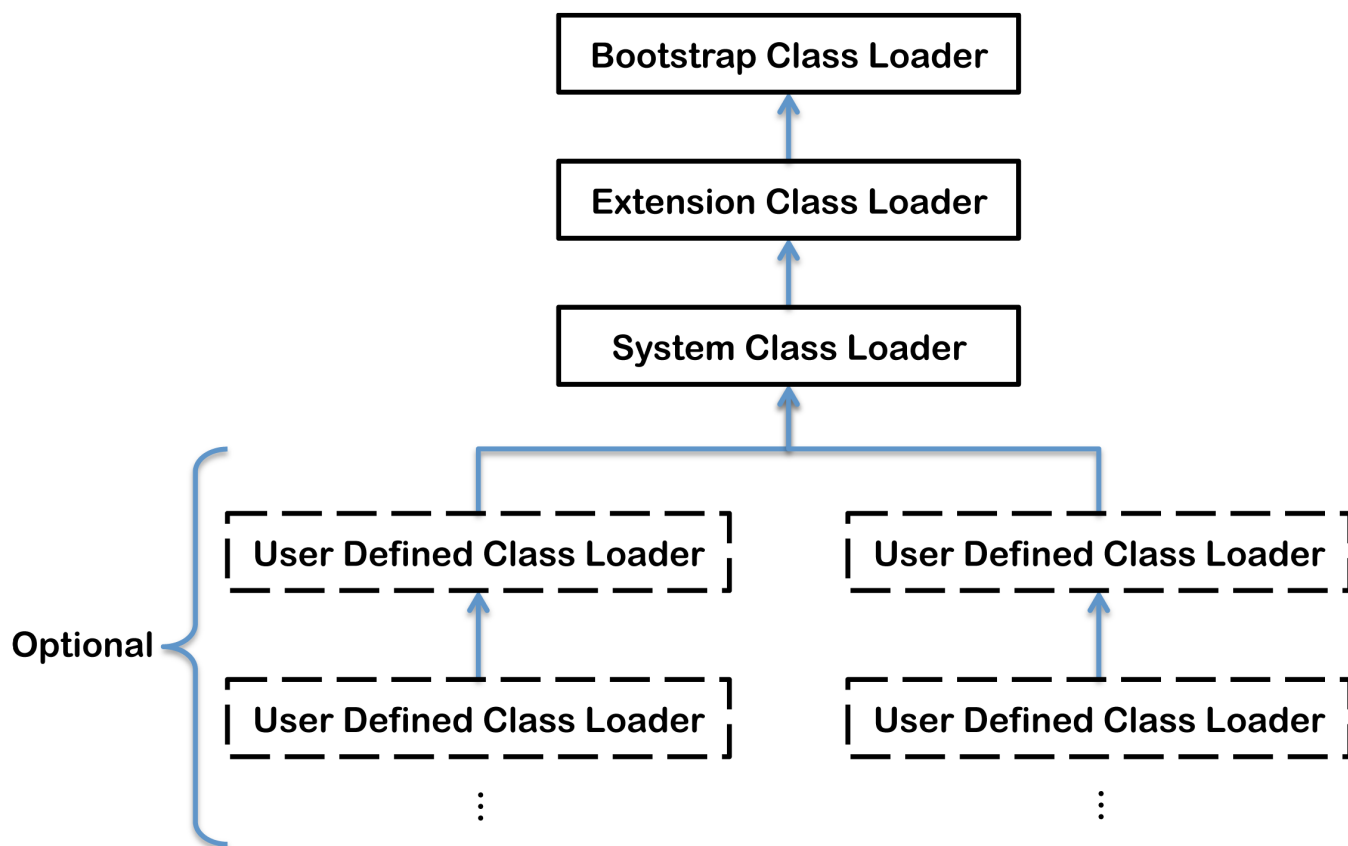 Bootstrap Class Loader
Extension Class Loader
System Class Loader
User Defined Class Loader
User Defined Class Loader
Optional
User Defined Class Loader
User Defined Class Loader
⋮
⋮